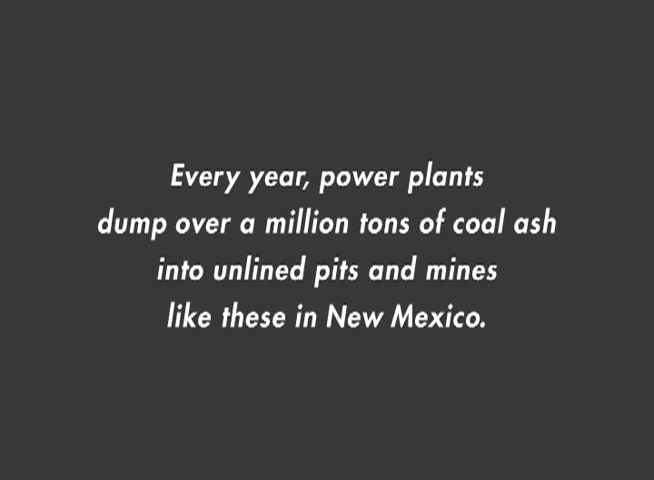 Every year, power plants
dump over a million tons of coal ash
into unlined pits and mines
like these in New Mexico.